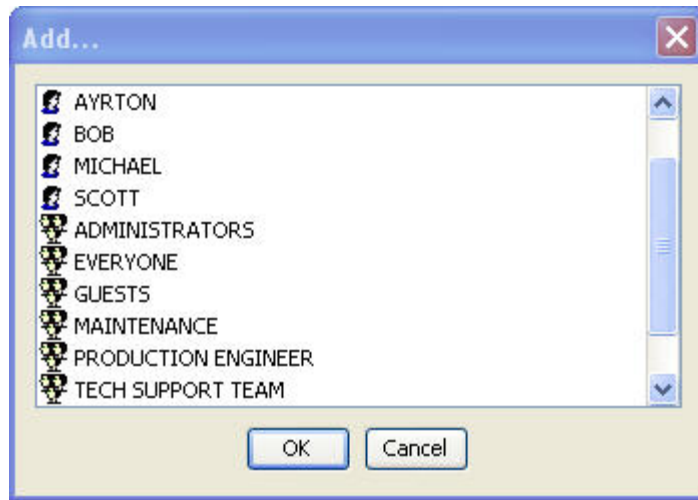 Add...
AYRTON
BOB
MICHAEL
SCOTT
ADMINISTRATORS
EVERYONE
GUESTS
MAINTENANCE
PRODUCTION ENGINEER
TECH SUPPORT TEAM
OK Cancel